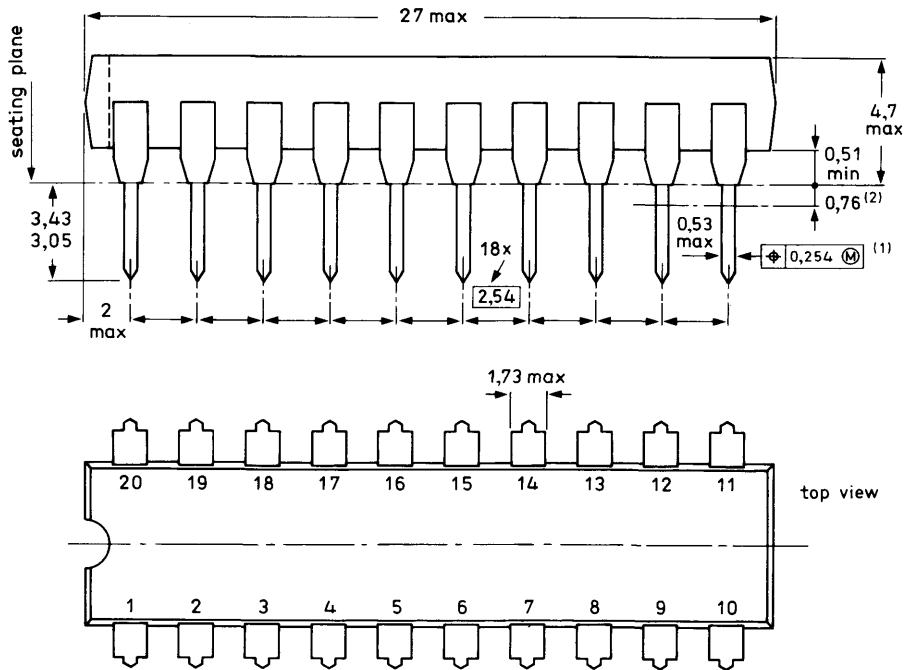 27 max
seating plane
4,7
max
0,51
min
0,76 (2)
3,43
3,05
0,53
max
18x
⌖ 0,254 Ⓜ (1)
2,54
2
max
1,73 max
20 19 18 17 16 15 14 13 12 11
top view
1 2 3 4 5 6 7 8 9 10